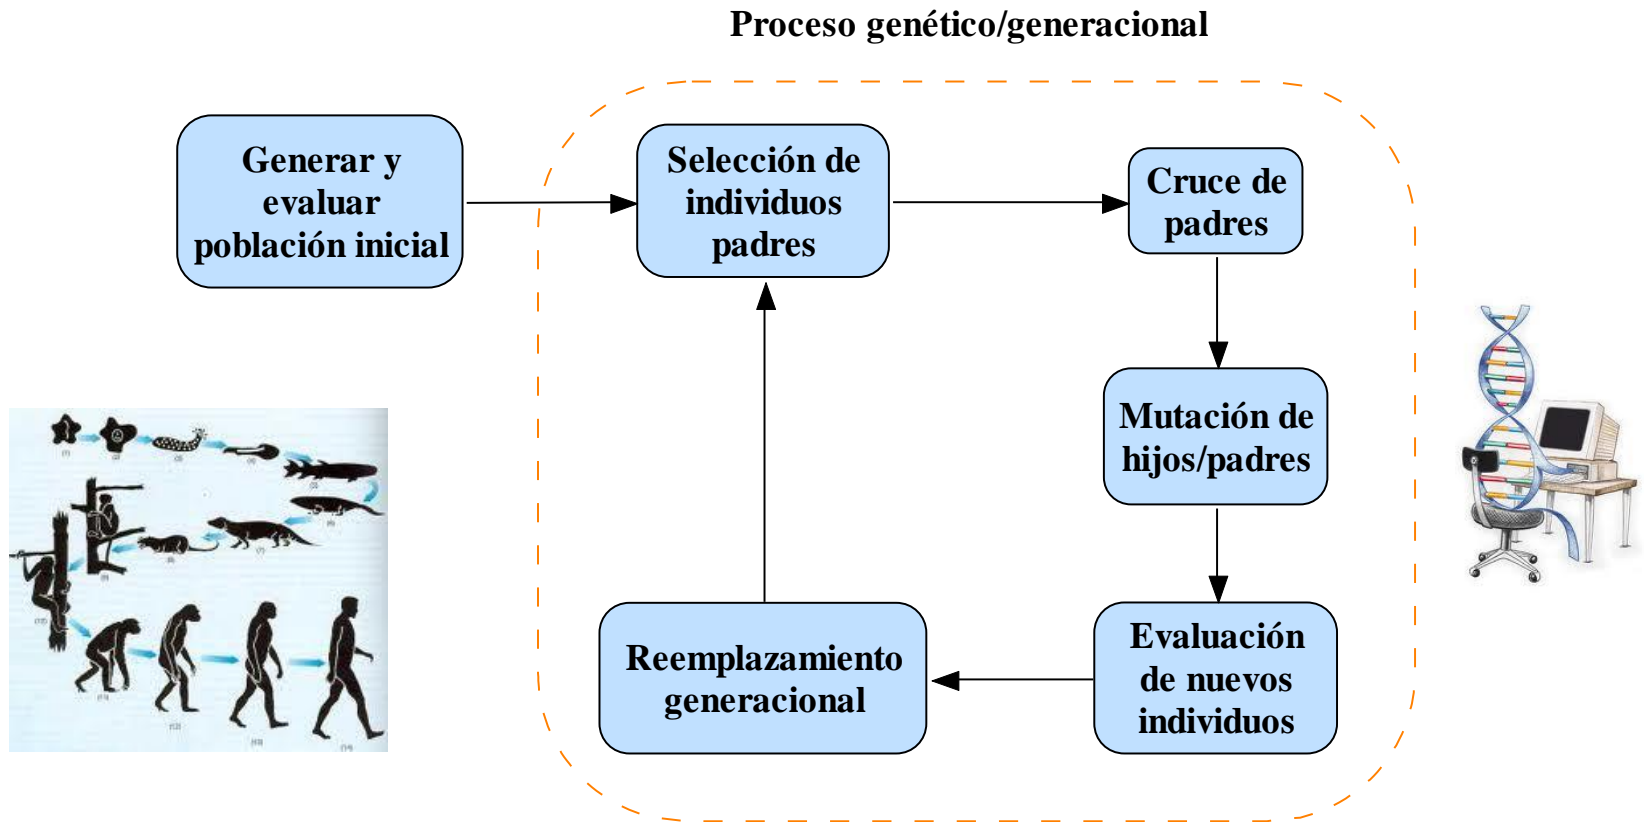 Proceso genético/generacional
Generar y
evaluar
población inicial
Selección de
individuos
padres
Cruce de
padres
Mutación de
hijos/padres
Evaluación
de nuevos
individuos
Reemplazamiento
generacional